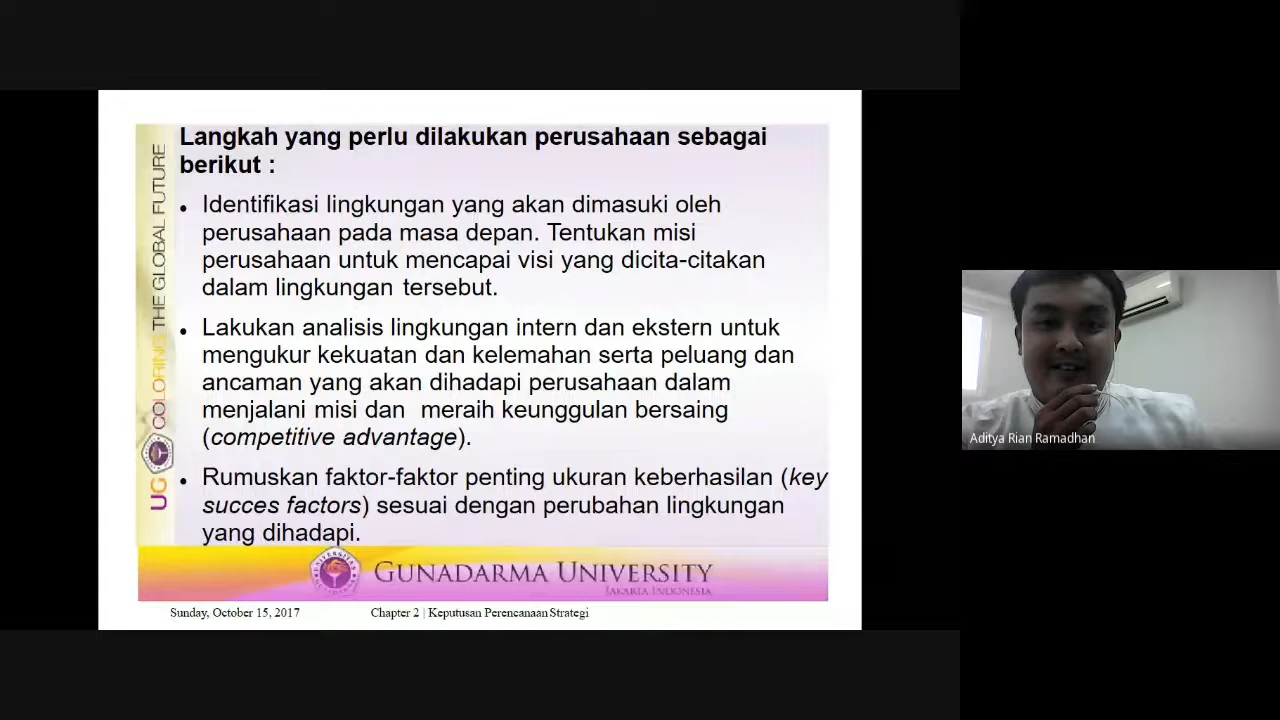 Langkah yang perlu dilakukan perusahaan sebagai
berikut :
• Identifikasi lingkungan yang akan dimasuki oleh
perusahaan pada masa depan. Tentukan misi
perusahaan untuk mencapai visi yang dicita-citakan
dalam lingkungan tersebut.
• Lakukan analisis lingkungan intern dan ekstern untuk
mengukur kekuatan dan kelemahan serta peluang dan
ancaman yang akan dihadapi perusahaan dalam
menjalani misi dan meraih keunggulan bersaing
(competitive advantage).
• Rumuskan faktor-faktor penting ukuran keberhasilan (key
succes factors) sesuai dengan perubahan lingkungan
yang dihadapi.
UG COLORING THE GLOBAL FUTURE
GUNADARMA UNIVERSITY
JAKARTA INDONESIA
Sunday, October 15, 2017
Chapter 2 | Keputusan Perencanaan Strategi
Aditya Rian Ramadhan